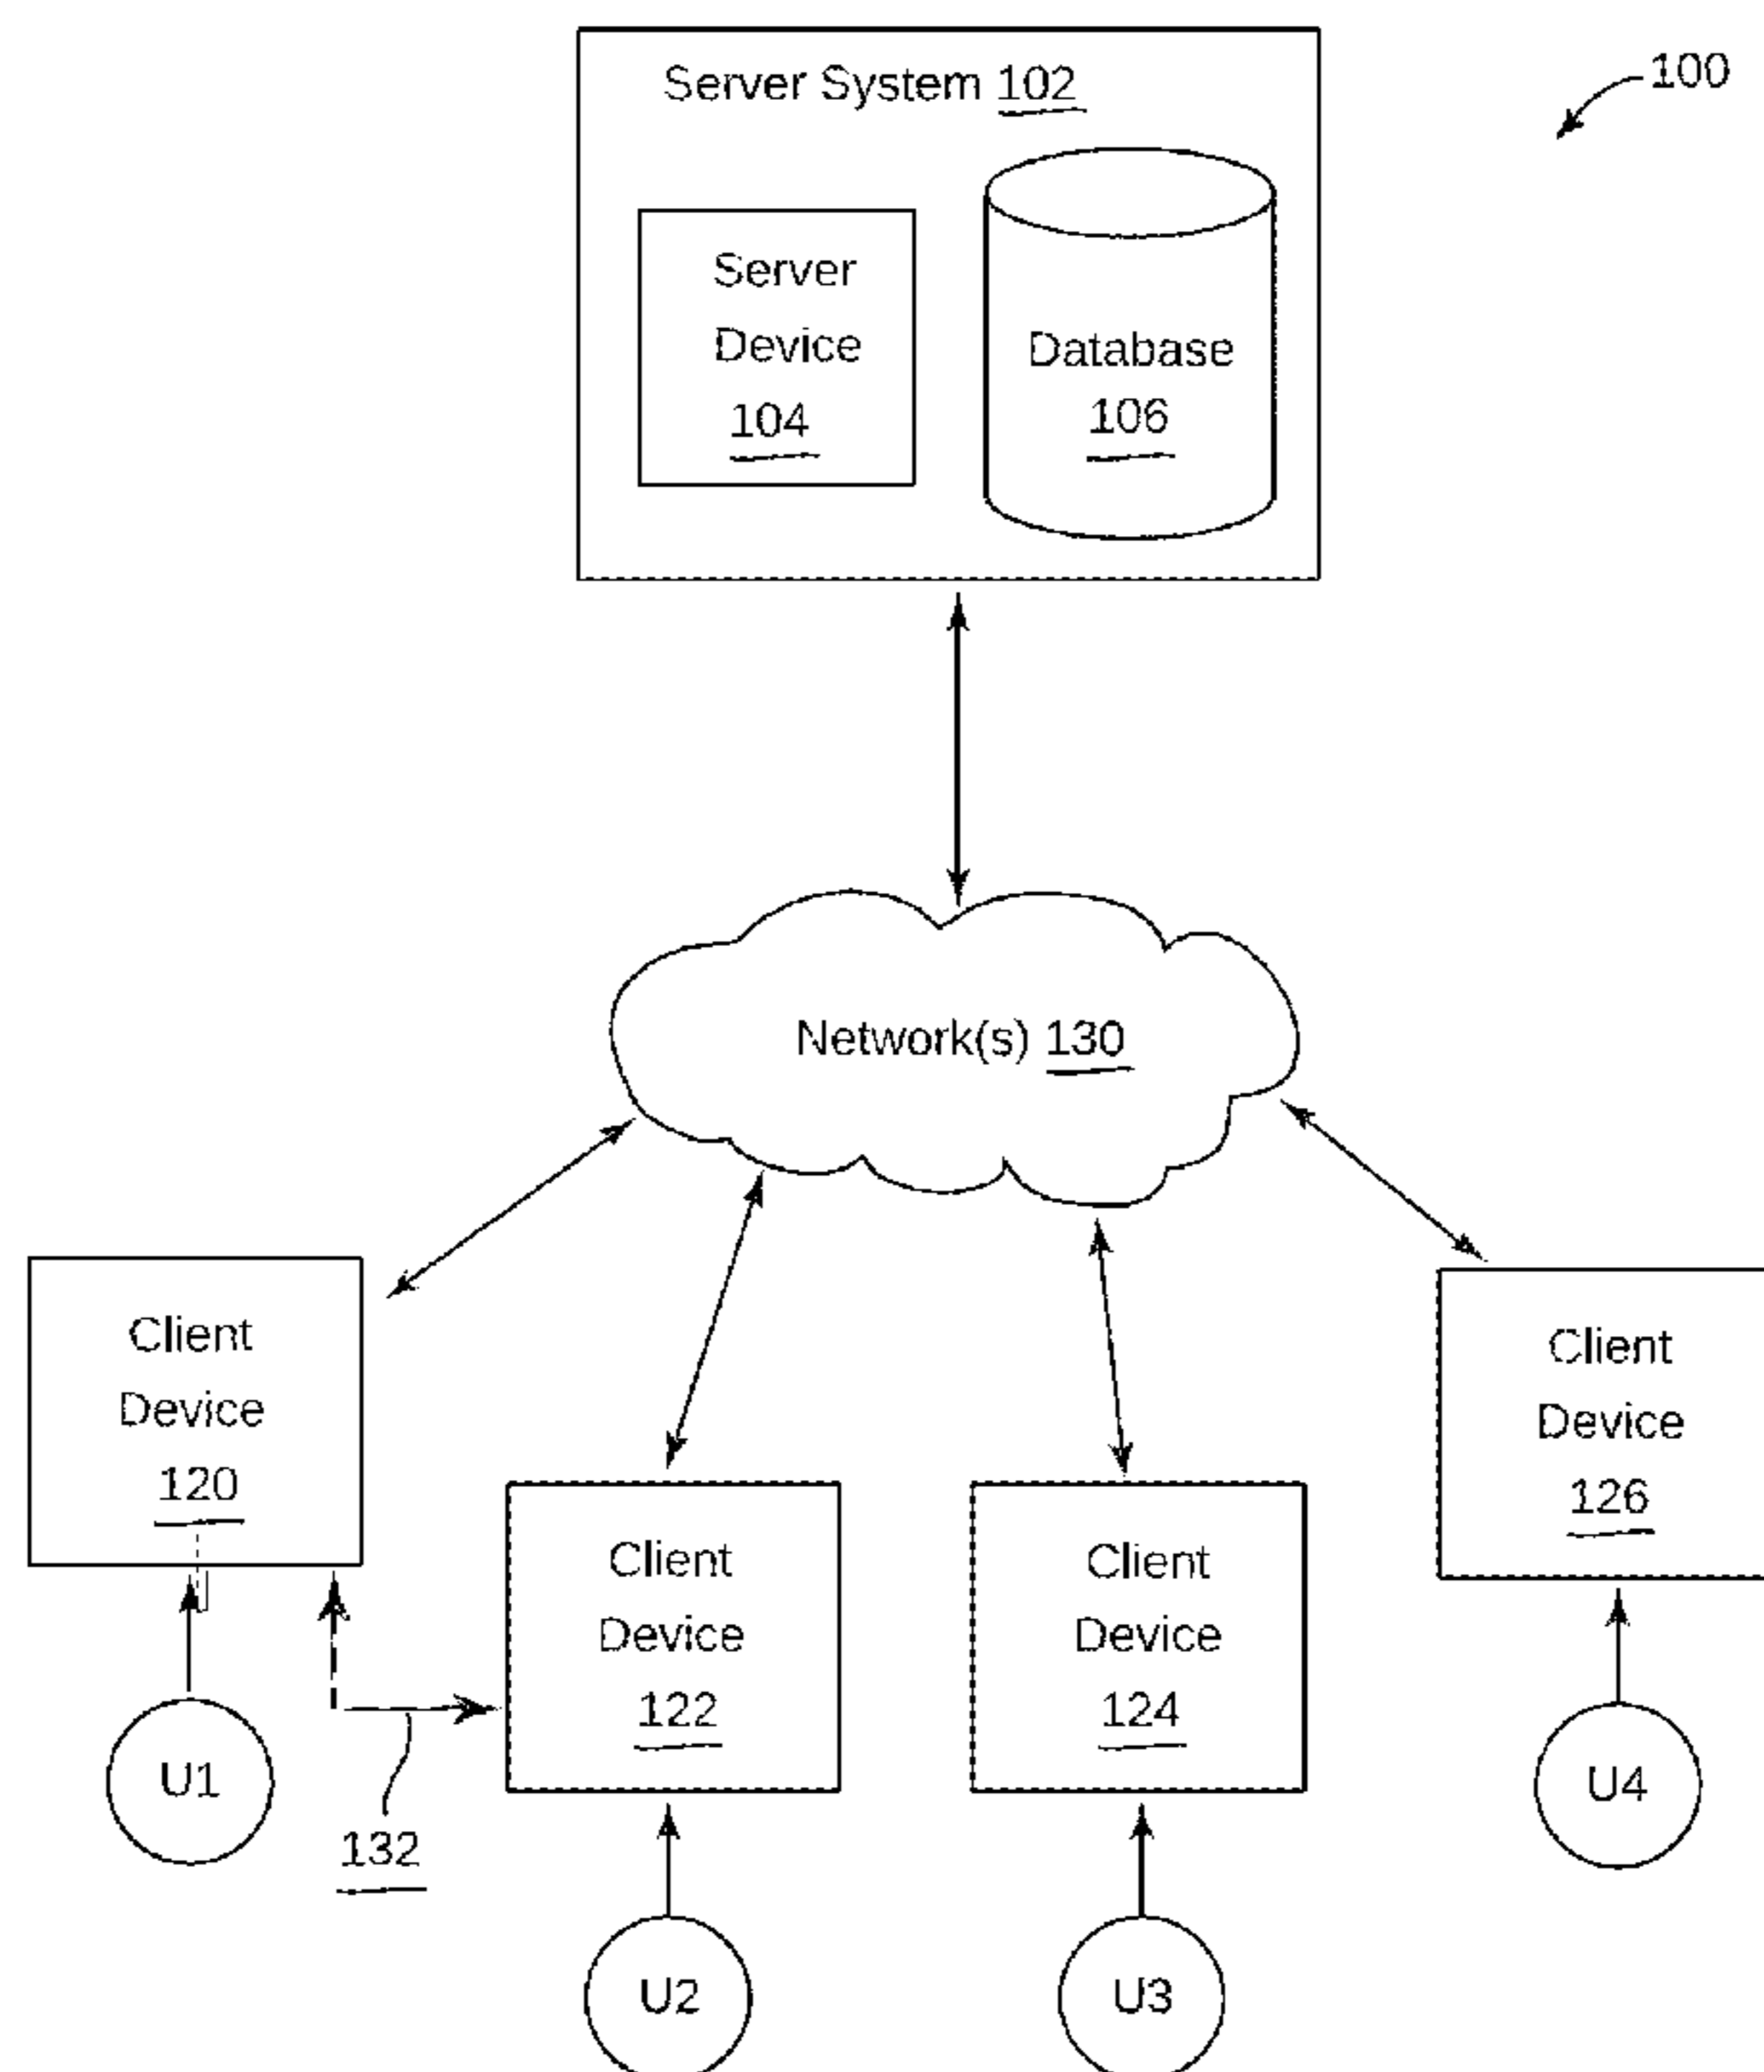 Server System 102
100
Server
Device
104
Database
106
Network(s) 130
Client
Device
120
Client
Device
126
Client
Device
122
Client
Device
124
U1
U4
132
U2
U3